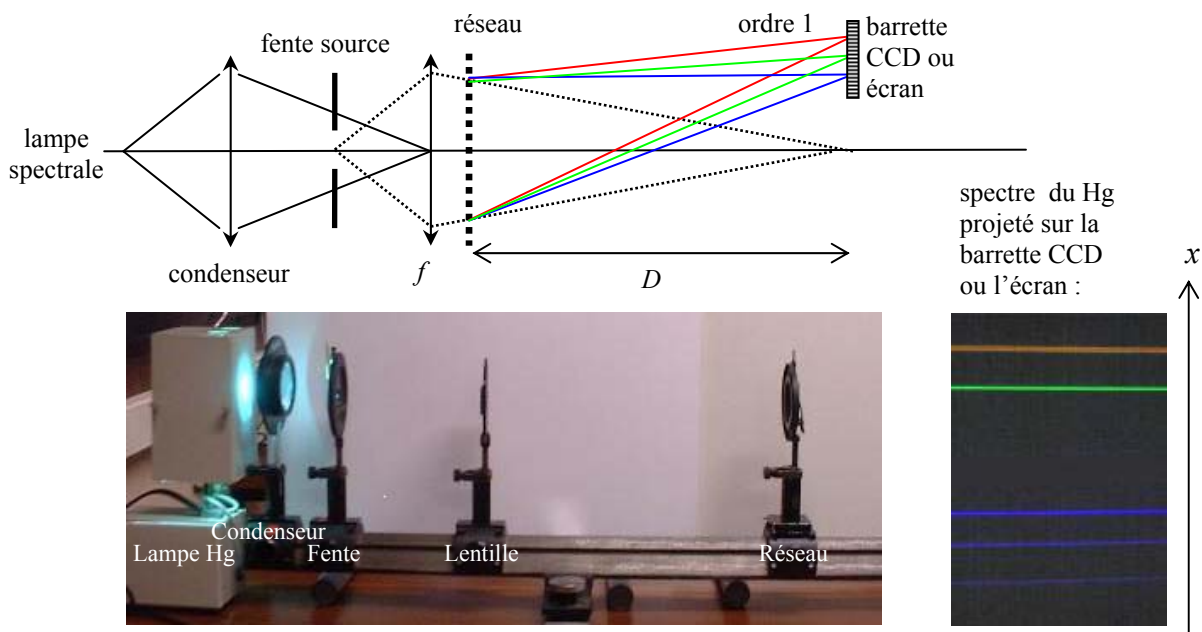 réseau
ordre 1
barrette
CCD ou
écran
fente source
lampe
spectrale
condenseur
f
D
spectre du Hg
projeté sur la
barrette CCD
ou l'écran :
x
Condenseur
Lampe Hg
Fente
Lentille
Réseau